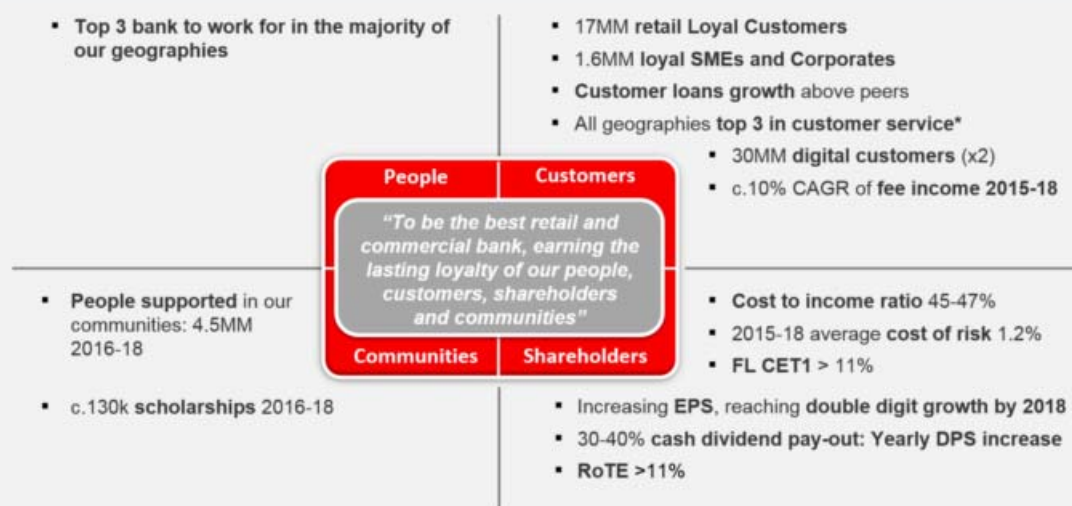 ▪ Top 3 bank to work for in the majority of
our geographies
▪ 17MM retail Loyal Customers
▪ 1.6MM loyal SMEs and Corporates
▪ Customer loans growth above peers
▪ All geographies top 3 in customer service*
▪ 30MM digital customers (x2)
▪ c.10% CAGR of fee income 2015-18
People
Customers
“To be the best retail and
commercial bank, earning the
lasting loyalty of our people,
customers, shareholders
and communities”
Communities
Shareholders
▪ People supported in our
communities: 4.5MM
2016-18
▪ c.130k scholarships 2016-18
▪ Cost to income ratio 45-47%
▪ 2015-18 average cost of risk 1.2%
▪ FL CET1 > 11%
▪ Increasing EPS, reaching double digit growth by 2018
▪ 30-40% cash dividend pay-out: Yearly DPS increase
▪ RoTE >11%